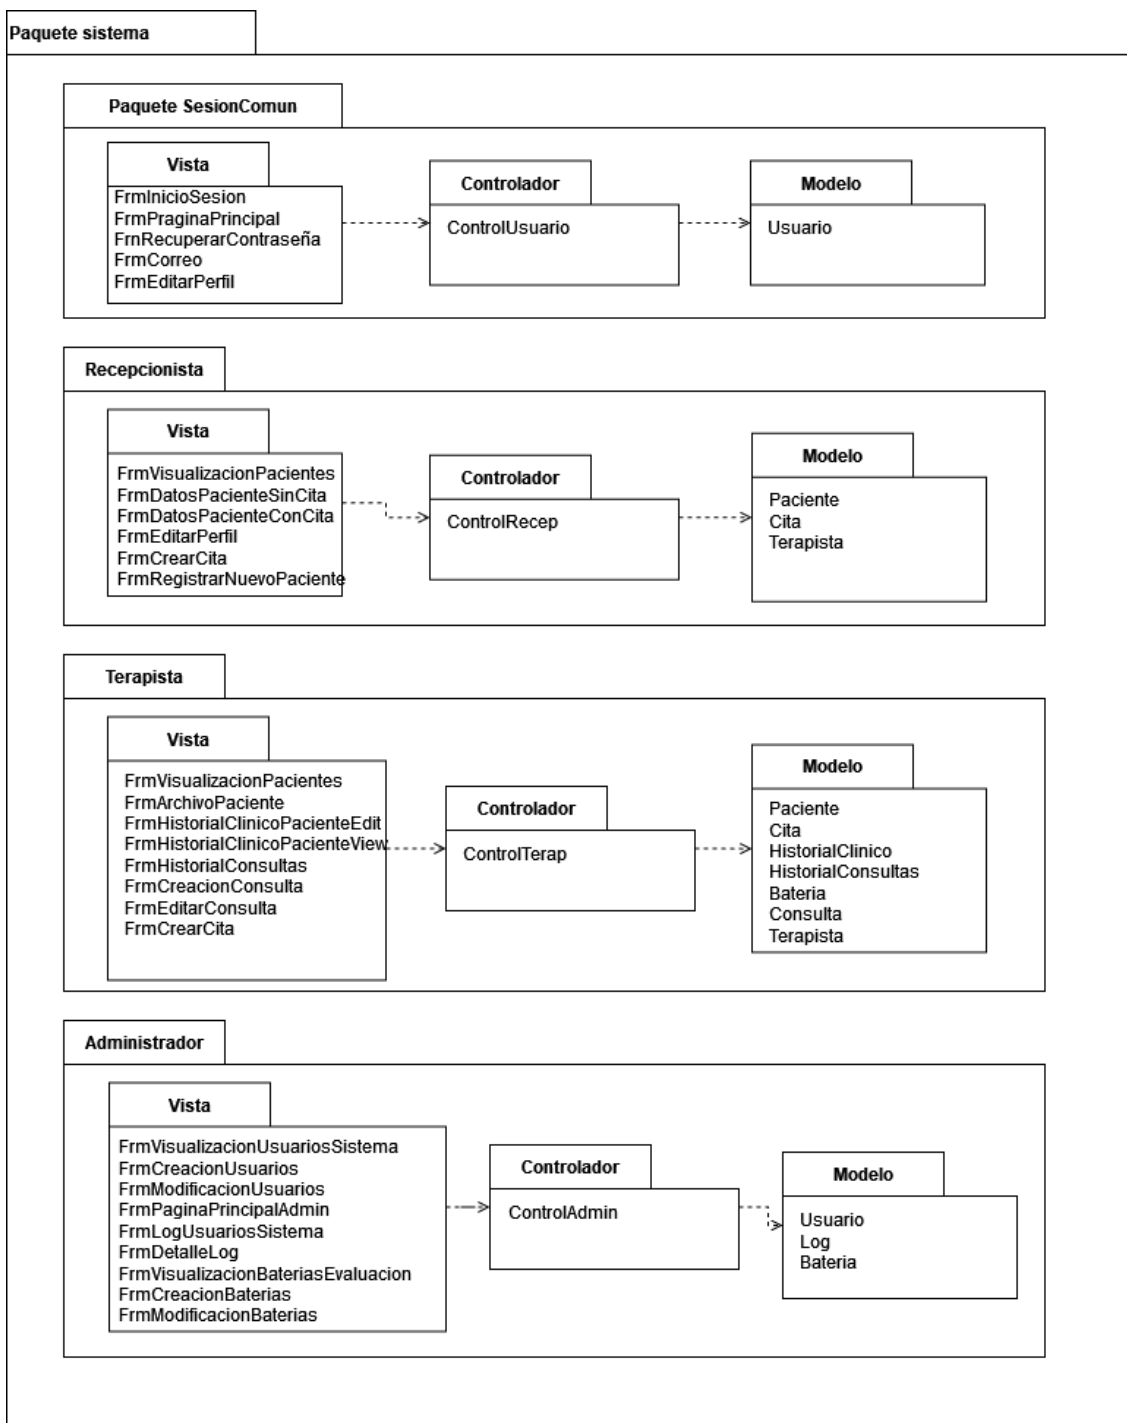 Paquete sistema
Paquete SesionComun
Vista
FrmInicioSesion
FrmPraginaPrincipal
FrnRecuperarContraseña
FrmCorreo
FrmEditarPerfil
Controlador
ControlUsuario
Modelo
Usuario
Recepcionista
Vista
FrmVisualizacionPacientes
FrmDatosPacienteSinCita
FrmDatosPacienteConCita
FrmEditarPerfil
FrmCrearCita
FrmRegistrarNuevoPaciente
Controlador
ControlRecep
Modelo
Paciente
Cita
Terapista
Terapista
Vista
FrmVisualizacionPacientes
FrmArchivoPaciente
FrmHistorialClinicoPacienteEdit
FrmHistorialClinicoPacienteView
FrmHistorialConsultas
FrmCreacionConsulta
FrmEditarConsulta
FrmCrearCita
Controlador
ControlTerap
Modelo
Paciente
Cita
HistorialClinico
HistorialConsultas
Bateria
Consulta
Terapista
Administrador
Vista
FrmVisualizacionUsuariosSistema
FrmCreacionUsuarios
FrmModificacionUsuarios
FrmPaginaPrincipalAdmin
FrmLogUsuariosSistema
FrmDetalleLog
FrmVisualizacionBateriasEvaluacion
FrmCreacionBaterias
FrmModificacionBaterias
Controlador
ControlAdmin
Modelo
Usuario
Log
Bateria